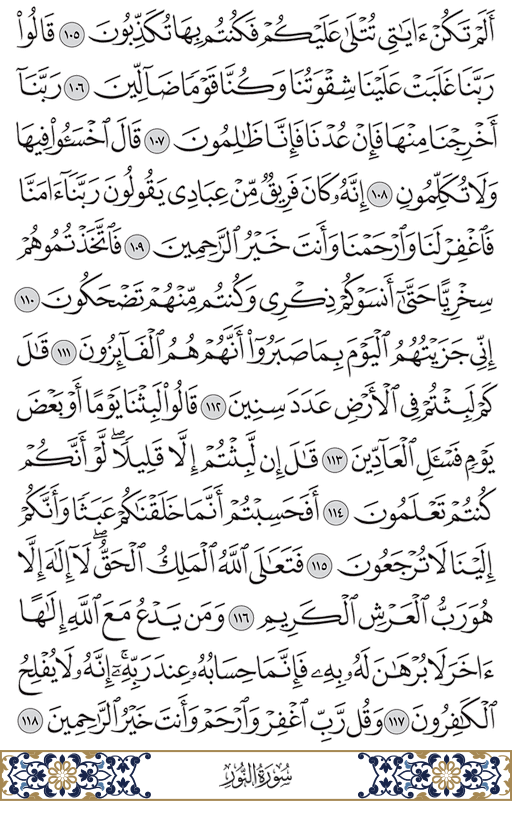 أَلَمْ تَكُنْ ءَايَٰتِى تُتْلَىٰ عَلَيْكُمْ فَكُنتُم بِهَا تُكَذِّبُونَ ١٠٥ قَالُوا۟
رَبَّنَا غَلَبَتْ عَلَيْنَا شِقْوَتُنَا وَكُنَّا قَوْمًا ضَآلِّينَ ١٠٦ رَبَّنَآ
أَخْرِجْنَا مِنْهَا فَإِنْ عُدْنَا فَإِنَّا ظَٰلِمُونَ ١٠٧ قَالَ ٱخْسَـُٔوا۟ فِيهَا
وَلَا تُكَلِّمُونِ ١٠٨ إِنَّهُۥ كَانَ فَرِيقٌ مِّنْ عِبَادِى يَقُولُونَ رَبَّنَآ ءَامَنَّا
فَٱغْفِرْ لَنَا وَٱرْحَمْنَا وَأَنتَ خَيْرُ ٱلرَّٰحِمِينَ ١٠٩ فَٱتَّخَذْتُمُوهُمْ
سِخْرِيًّا حَتَّىٰٓ أَنسَوْكُمْ ذِكْرِى وَكُنتُم مِّنْهُمْ تَضْحَكُونَ ١١٠
إِنِّى جَزَيْتُهُمُ ٱلْيَوْمَ بِمَا صَبَرُوٓا۟ أَنَّهُمْ هُمُ ٱلْفَآئِزُونَ ١١١ قَٰلَ
كَمْ لَبِثْتُمْ فِى ٱلْأَرْضِ عَدَدَ سِنِينَ ١١٢ قَالُوا۟ لَبِثْنَا يَوْمًا أَوْ بَعْضَ
يَوْمٍ فَسْـَٔلِ ٱلْعَآدِّينَ ١١٣ قَٰلَ إِن لَّبِثْتُمْ إِلَّا قَلِيلًا ۖ لَّوْ أَنَّكُمْ
كُنتُمْ تَعْلَمُونَ ١١٤ أَفَحَسِبْتُمْ أَنَّمَا خَلَقْنَٰكُمْ عَبَثًا وَأَنَّكُمْ
إِلَيْنَا لَا تُرْجَعُونَ ١١٥ فَتَعَٰلَى ٱللَّهُ ٱلْمَلِكُ ٱلْحَقُّ ۖ لَآ إِلَٰهَ إِلَّا
هُوَ رَبُّ ٱلْعَرْشِ ٱلْكَرِيمِ ١١٦ وَمَن يَدْعُ مَعَ ٱللَّهِ إِلَٰهًا
ءَاخَرَ لَا بُرْهَٰنَ لَهُۥ بِهِۦ فَإِنَّمَا حِسَابُهُۥ عِندَ رَبِّهِۦٓ ۚ إِنَّهُۥ لَا يُفْلِحُ
ٱلْكَٰفِرُونَ ١١٧ وَقُل رَّبِّ ٱغْفِرْ وَٱرْحَمْ وَأَنتَ خَيْرُ ٱلرَّٰحِمِينَ ١١٨
سُورَةُ النُّورِ